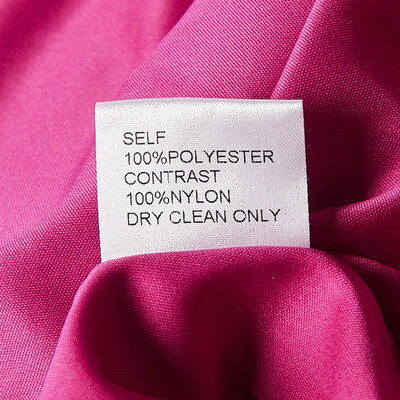 SELF
100%POLYESTER
CONTRAST
100%NYLON
DRY CLEAN ONLY